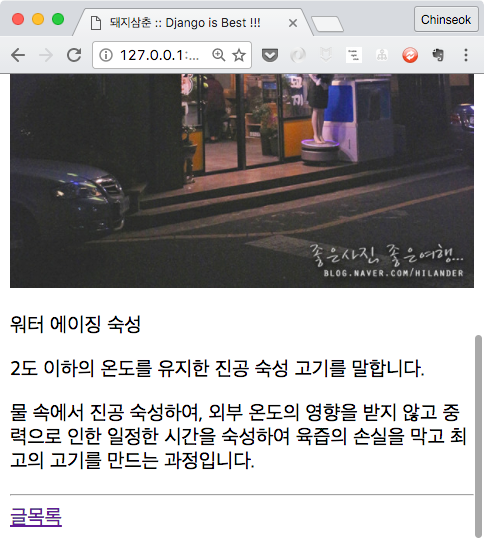 돼지삼촌 :: Django is Best !!!
Chinseok
127.0.0.1:...
좋은사진, 좋은여행...
BLOG.NAVER.COM/HILANDER
워터 에이징 숙성
2도 이하의 온도를 유지한 진공 숙성 고기를 말합니다.
물 속에서 진공 숙성하여, 외부 온도의 영향을 받지 않고 중
력으로 인한 일정한 시간을 숙성하여 육즙의 손실을 막고 최
고의 고기를 만드는 과정입니다.
글목록